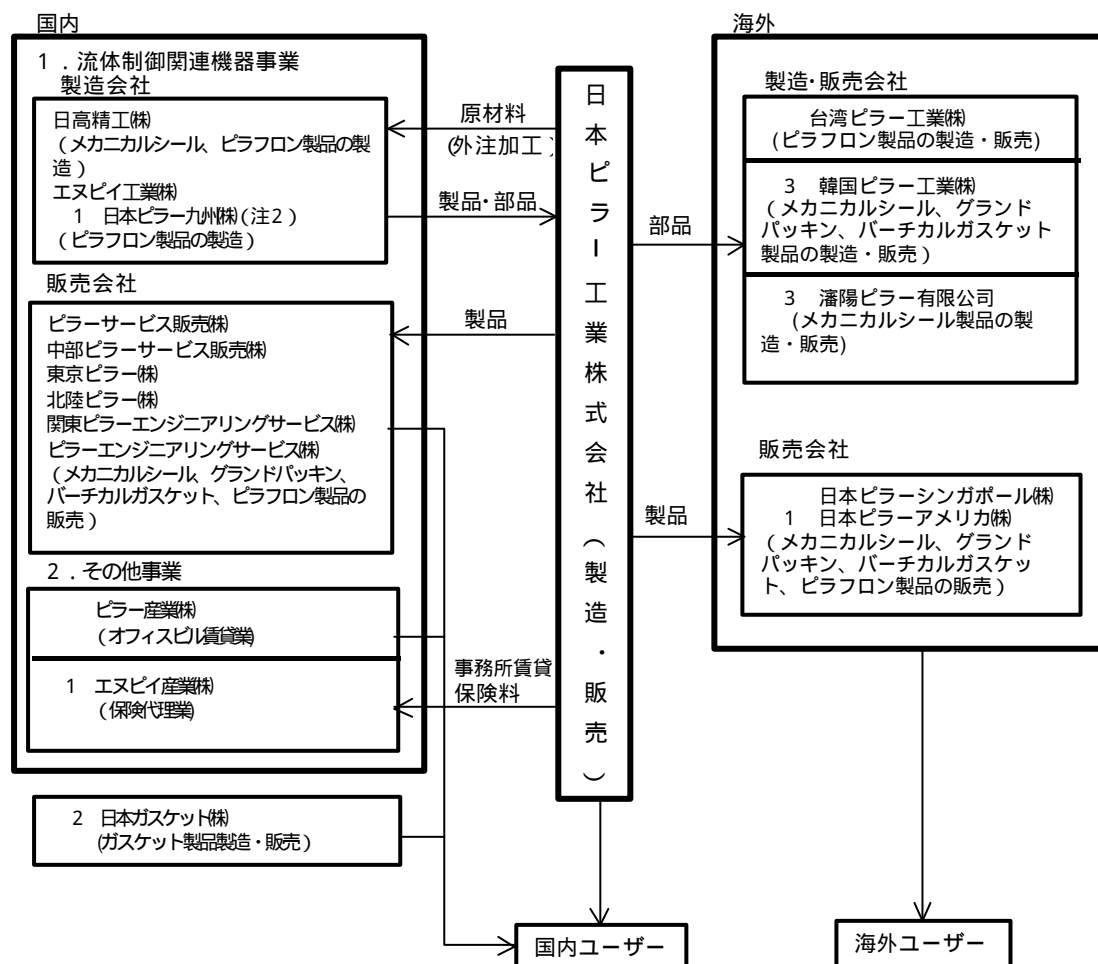 国内
１．流体制御関連機器事業
製造会社
日高精工㈱
（メカニカルシール、ピラフロン製品の製
造）
エヌピイ工業㈱
1 日本ピラー九州㈱（注２）
（ピラフロン製品の製造）
販売会社
ピラーサービス販売㈱
中部ピラーサービス販売㈱
東京ピラー㈱
北陸ピラー㈱
関東ピラーエンジニアリングサービス㈱
ピラーエンジニアリングサービス㈱
（メカニカルシール、グランドパッキン、
バーチカルガスケット、ピラフロン製品の
販売）
２．その他事業
ピラー産業㈱
（オフィスビル賃貸業）
1 エヌピイ産業㈱
（保険代理業）
2 日本ガスケット㈱
(ガスケット製品製造・販売）
原材料
(外注加工）
製品・部品
製品
事務所賃貸
保険料
日本ピラー工業株式会社（製造・販売）
部品
製品
海外
製造・販売会社
台湾ピラー工業㈱
(ピラフロン製品の製造・販売）
3 韓国ピラー工業㈱
（メカニカルシール、グランド
パッキン、バーチカルガスケット
製品の製造・販売）
3 瀋陽ピラー有限公司
(メカニカルシール製品の製
造・販売)
販売会社
日本ピラーシンガポール㈱
1 日本ピラーアメリカ㈱
（メカニカルシール、グランド
パッキン、バーチカルガスケッ
ト、ピラフロン製品の販売）
国内ユーザー
海外ユーザー